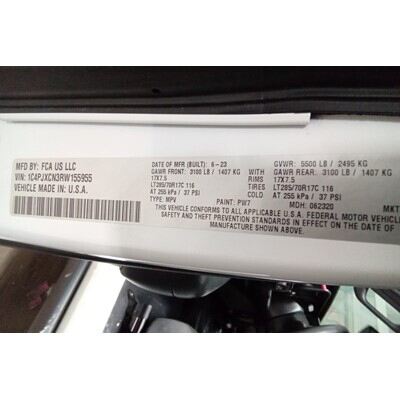 MFD BY: FCA US LLC
VIN: 1C4PJXCN3RW155955
VEHICLE MADE IN U.S.A.
DATE OF MFR (BUILT): 6-23
GAWR FRONT: 3100 LB / 1407 KG WITH
17X7.5 RIMS
LT285/70R17C 116 TIRES
AT 255 kPa / 37 PSI COLD
TYPE: MPV PAINT: PW7
GVWR: 5500 LB / 2495 KG
GAWR REAR: 3100 LB / 1407 KG
17X7.5
LT285/70R17C 116
AT 255 kPa / 37 PSI
THIS VEHICLE CONFORMS TO ALL APPLICABLE U.S.A. FEDERAL MOTOR VEHICLE
SAFETY AND THEFT PREVENTION STANDARDS IN EFFECT ON THE DATE OF
MANUFACTURE SHOWN ABOVE. MDH: 062320 MKT